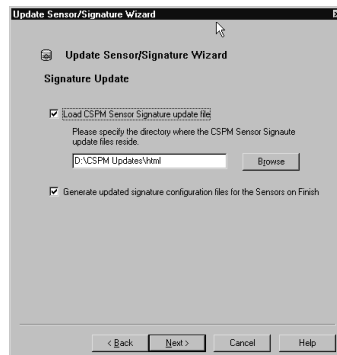 Update Sensor/Signature Wizard
Update Sensor/Signature Wizard
Signature Update
Load CSPM Sensor Signature update file
Please specify the directory where the CSPM Sensor Signaute
update files reside.
D:\CSPM Updates\html
Browse
Generate updated signature configuration files for the Sensors on Finish
< Back
Next >
Cancel
Help